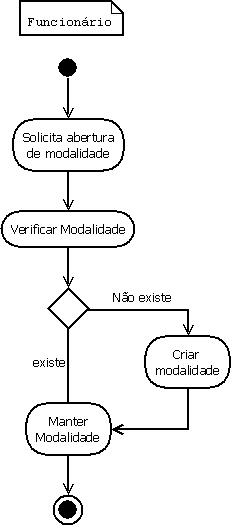 Funcionário
Solicita abertura
de modalidade
Verificar Modalidade
Não existe
existe
Criar
modalidade
Manter
Modalidade